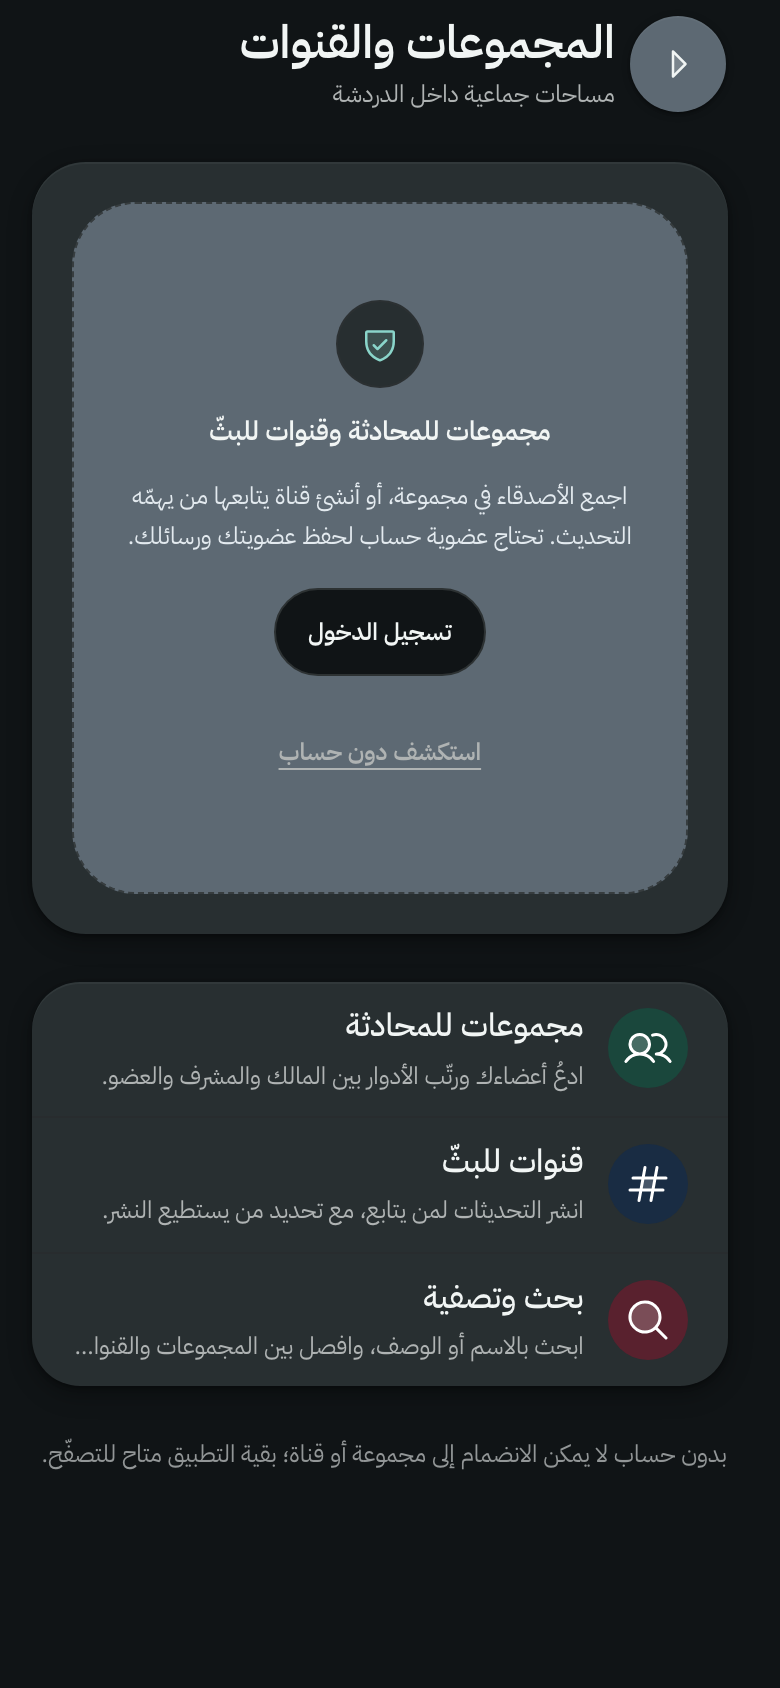 المجموعات والقنوات
مساحات جماعية داخل الدردشة
مجموعات للمحادثة وقنوات للبثّ
اجمع الأصدقاء في مجموعة، أو أنشئ قناة يتابعها من يهمّه
التحديث. تحتاج عضوية حساب لحفظ عضويتك ورسائلك.
تسجيل الدخول
استكشف دون حساب
مجموعات للمحادثة
ادعُ أعضاءك ورتّب الأدوار بين المالك والمشرف والعضو.
قنوات للبثّ
انشر التحديثات لمن يتابع، مع تحديد من يستطيع النشر.
بحث وتصفية
ابحث بالاسم أو الوصف، وافصل بين المجموعات والقنوا...
بدون حساب لا يمكن الانضمام إلى مجموعة أو قناة؛ بقية التطبيق متاح للتصفّح.